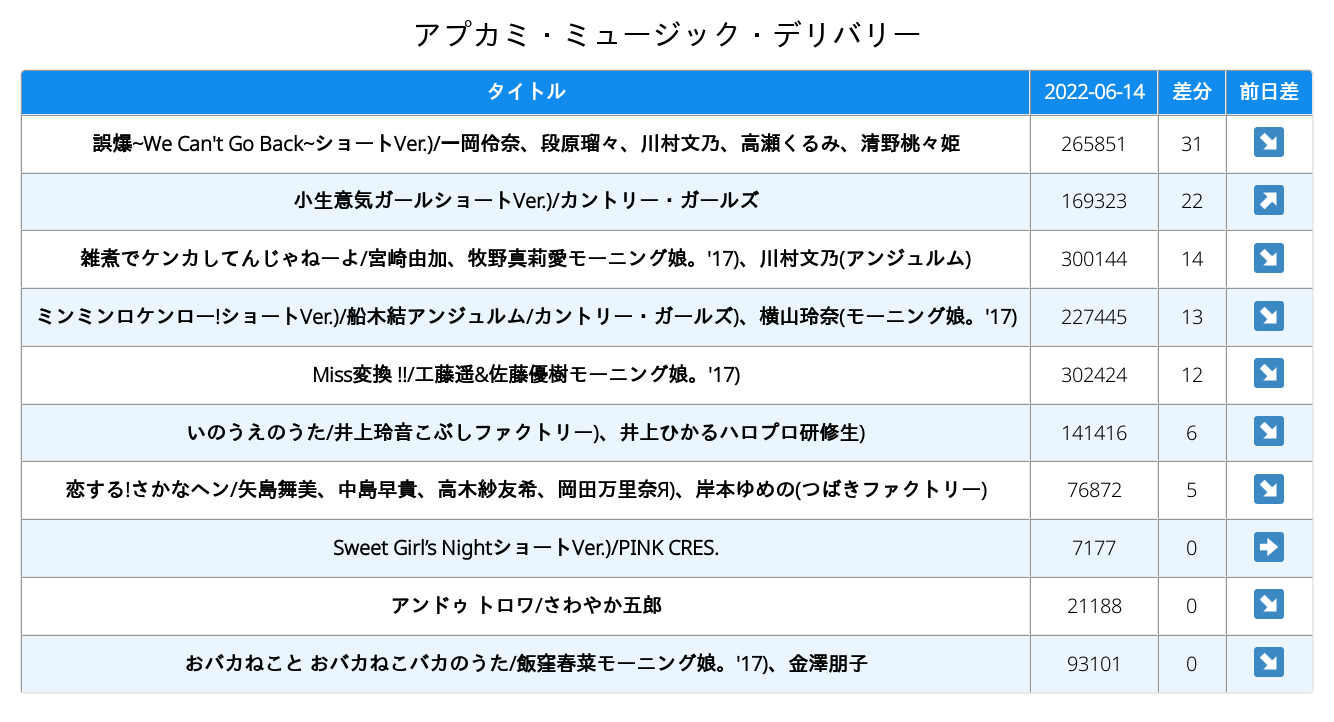 アプカミ・ミュージック・デリバリー
タイトル 2022-06-14 差分 前日差
誤爆~We Can't Go Back~ショートVer.)/一岡伶奈、段原瑠々、川村文乃、高瀬くるみ、清野桃々姫 265851 31 ↘
小生意気ガールショートVer.)/カントリー・ガールズ 169323 22 ↗
雑煮でケンカしてんじゃねーよ/宮崎由加、牧野真莉愛モーニング娘。'17)、川村文乃(アンジュルム) 300144 14 ↘
ミンミンロケンロー!ショートVer.)/船木結アンジュルム/カントリー・ガールズ)、横山玲奈(モーニング娘。'17) 227445 13 ↘
Miss変換 !!/工藤遥&佐藤優樹モーニング娘。'17) 302424 12 ↘
いのうえのうた/井上玲音こぶしファクトリー)、井上ひかるハロプロ研修生) 141416 6 ↘
恋する!さかなヘン/矢島舞美、中島早貴、高木紗友希、岡田万里奈Я)、岸本ゆめの(つばきファクトリー) 76872 5 ↘
Sweet Girl’s NightショートVer.)/PINK CRES. 7177 0 ➡
アンドゥ トロワ/さわやか五郎 21188 0 ↘
おバカねこと おバカねこバカのうた/飯窪春菜モーニング娘。'17)、金澤朋子 93101 0 ↘